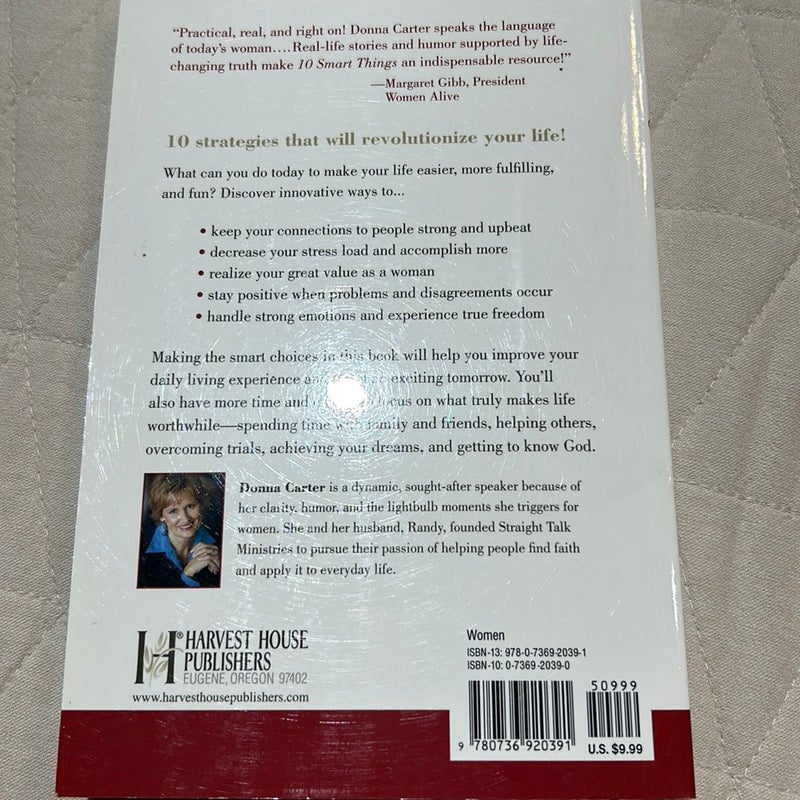 “Practical, real, and right on! Donna Carter speaks the language
of today’s woman….Real-life stories and humor supported by life-
changing truth make 10 Smart Things an indispensable resource!”
—Margaret Gibb, President
Women Alive
10 strategies that will revolutionize your life!
What can you do today to make your life easier, more fulfilling,
and fun? Discover innovative ways to...
• keep your connections to people strong and upbeat
• decrease your stress load and accomplish more
• realize your great value as a woman
• stay positive when problems and disagreements occur
• handle strong emotions and experience true freedom
Making the smart choices in this book will help you improve your
daily living experience and exciting tomorrow. You’ll
also have more time and focus on what truly makes life
worthwhile—spending time with family and friends, helping others,
overcoming trials, achieving your dreams, and getting to know God.
Donna Carter is a dynamic, sought-after speaker because of
her clarity, humor, and the lightbulb moments she triggers for
women. She and her husband, Randy, founded Straight Talk
Ministries to pursue their passion of helping people find faith
and apply it to everyday life.
H® HARVEST HOUSE
PUBLISHERS
EUGENE, OREGON 97402
www.harvesthousepublishers.com
Women
ISBN-13: 978-0-7369-2039-1
ISBN-10: 0-7369-2039-0
50999
9 780736 920391
U.S. $9.99